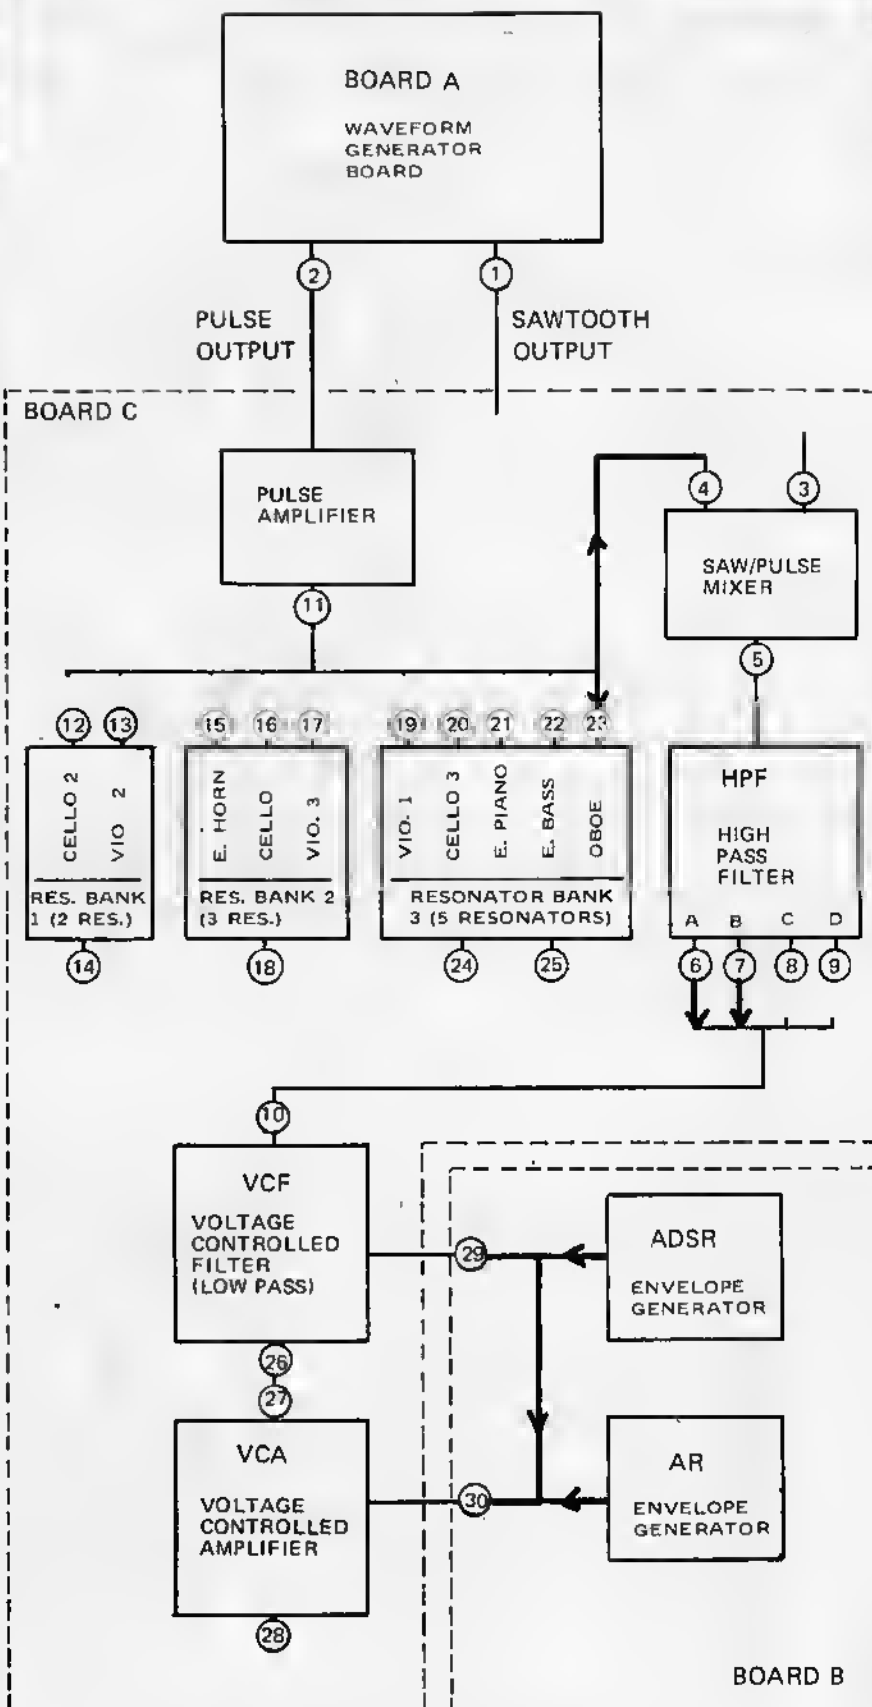 BOARD A
WAVEFORM
GENERATOR
BOARD
2
1
PULSE
OUTPUT
SAWTOOTH
OUTPUT
BOARD C
PULSE
AMPLIFIER
4
3
SAW/PULSE
MIXER
11
5
12
13
15
16
17
19
20
21
22
23
CELLO 2
VIO 2
E. HORN
CELLO
VIO. 3
VIO. 1
CELLO 3
E. PIANO
E. BASS
OBOE
HPF
HIGH
PASS
FILTER
RES. BANK
1 (2 RES.)
RES. BANK 2
(3 RES.)
RESONATOR BANK
3 (5 RESONATORS)
A B C D
14
18
24
25
6
7
8
9
10
VCF
VOLTAGE
CONTROLLED
FILTER
(LOW PASS)
29
ADSR
ENVELOPE
GENERATOR
26
27
VCA
VOLTAGE
CONTROLLED
AMPLIFIER
30
AR
ENVELOPE
GENERATOR
28
BOARD B